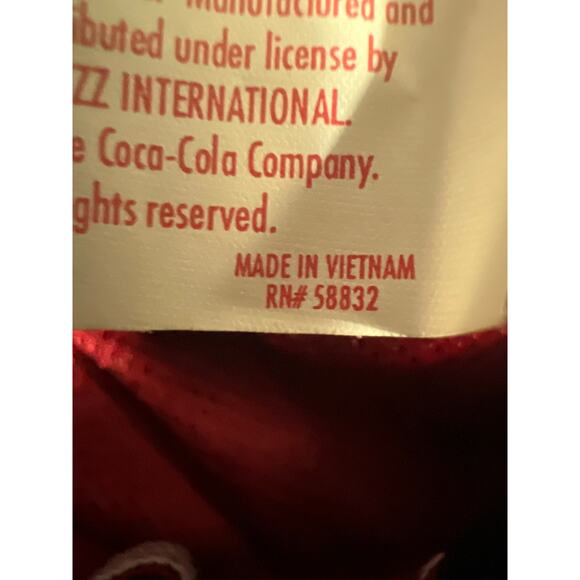 Manufactured and
ibuted under license by
ZZ INTERNATIONAL.
e Coca-Cola Company.
ghts reserved.
MADE IN VIETNAM
RN# 58832